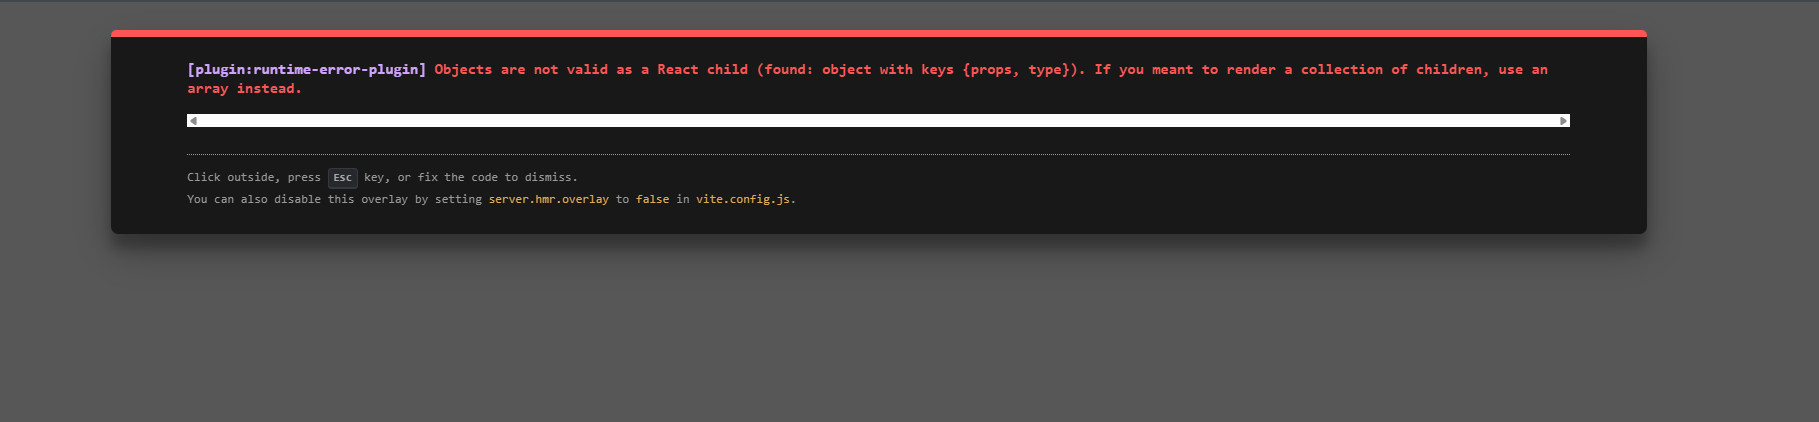 [plugin:runtime-error-plugin] Objects are not valid as a React child (found: object with keys {props, type}). If you meant to render a collection of children, use an
array instead.
Click outside, press Esc key, or fix the code to dismiss.
You can also disable this overlay by setting server.hmr.overlay to false in vite.config.js.